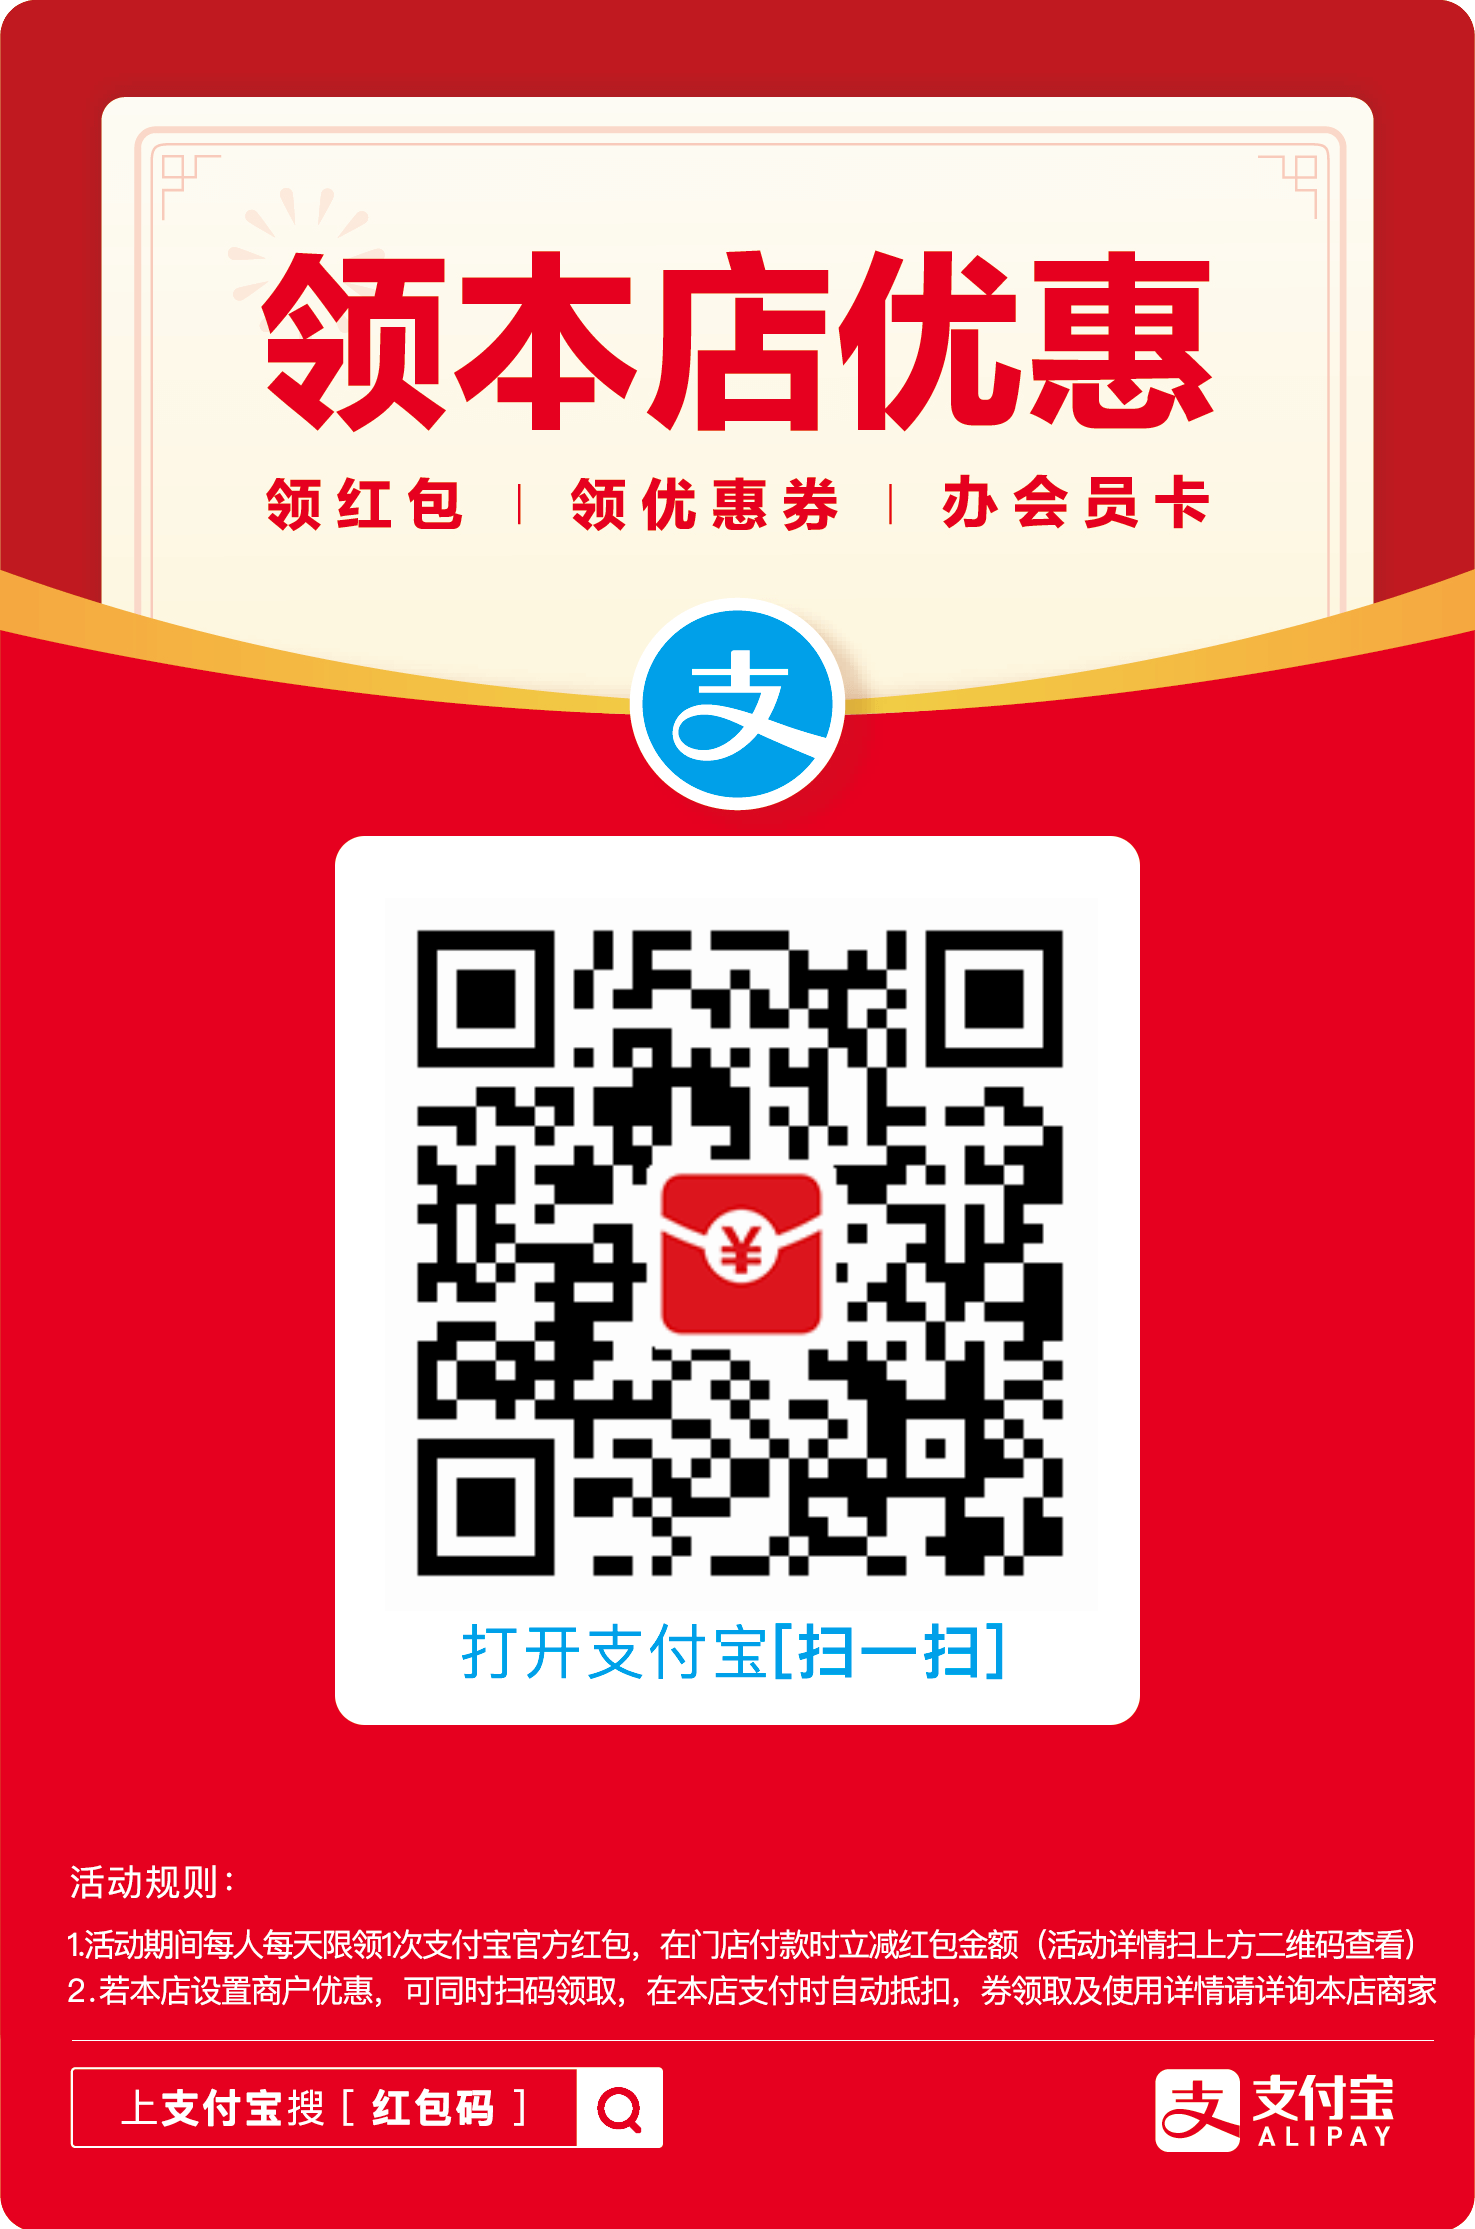 领本店优惠
领红包 | 领优惠券 | 办会员卡
支
¥
打开支付宝[扫一扫]
活动规则：
1.活动期间每人每天限领1次支付宝官方红包，在门店付款时立减红包金额（活动详情扫上方二维码查看）
2.若本店设置商户优惠，可同时扫码领取，在本店支付时自动抵扣，券领取及使用详情请详询本店商家
上支付宝搜［红包码］
支 支付宝
ALIPAY